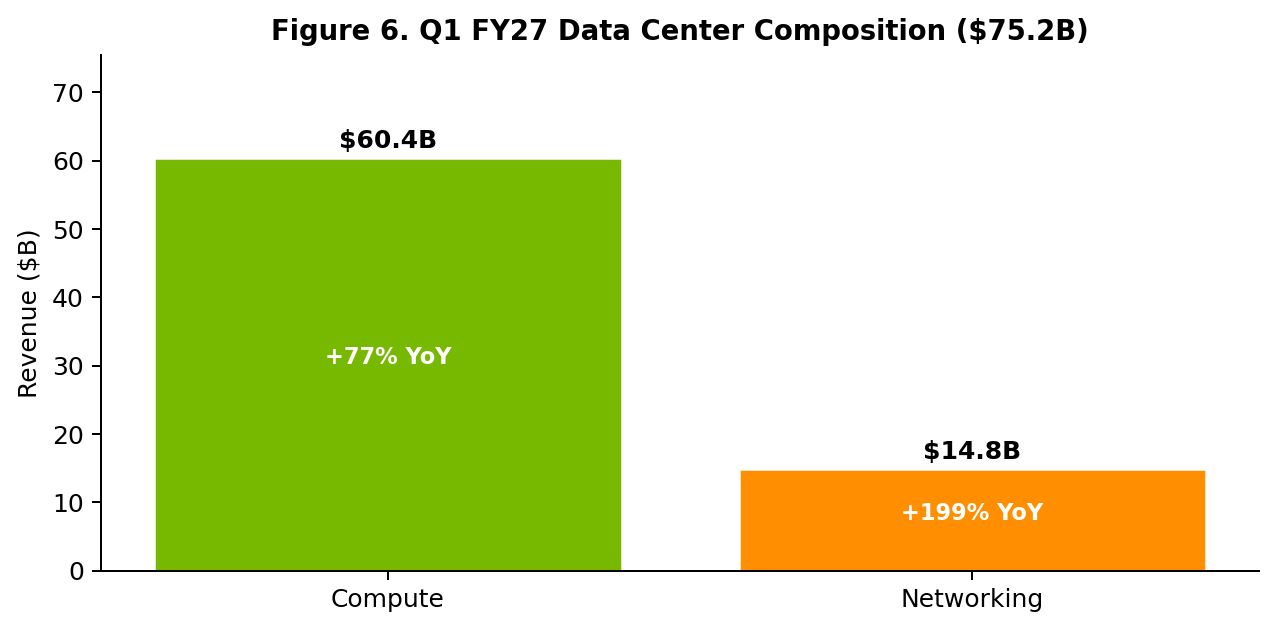 Figure 6. Q1 FY27 Data Center Composition ($75.2B)
Revenue ($B)
70
60
50
40
30
20
10
0
$60.4B
+77% YoY
$14.8B
+199% YoY
Compute
Networking